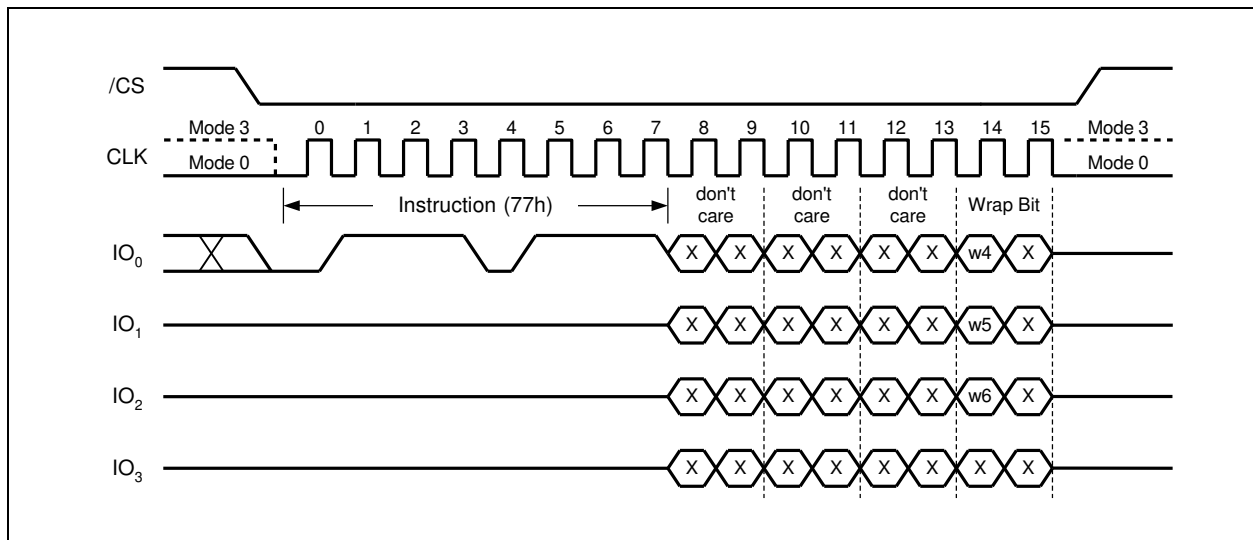 /CS
Mode 3 0 1 2 3 4 5 6 7 8 9 10 11 12 13 14 15 Mode 3
CLK
Mode 0 Mode 0
Instruction (77h) don't care don't care don't care Wrap Bit
IO0 X X X X X X w4 X
IO1 X X X X X X w5 X
IO2 X X X X X X w6 X
IO3 X X X X X X X X